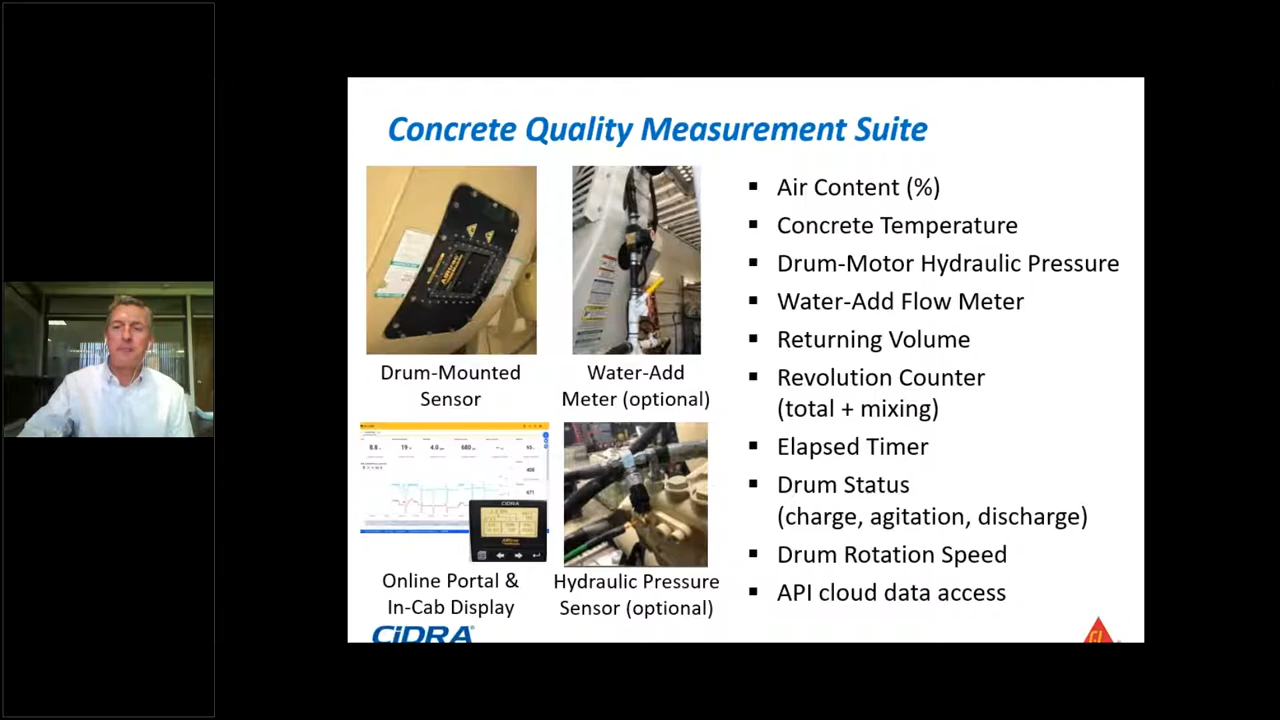 Concrete Quality Measurement Suite
Drum-Mounted
Sensor
Water-Add
Meter (optional)
Online Portal &
In-Cab Display
Hydraulic Pressure
Sensor (optional)
▪ Air Content (%)
▪ Concrete Temperature
▪ Drum-Motor Hydraulic Pressure
▪ Water-Add Flow Meter
▪ Returning Volume
▪ Revolution Counter
(total + mixing)
▪ Elapsed Timer
▪ Drum Status
(charge, agitation, discharge)
▪ Drum Rotation Speed
▪ API cloud data access
CiDRA
CiDRA®